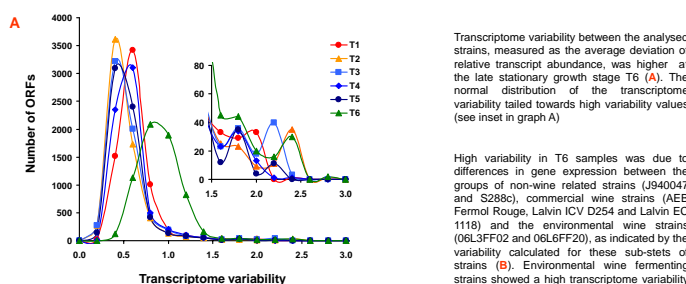 A
4000
3500
3000
2500
2000
1500
1000
500
0
Number of ORFs
0.0
0.5
1.0
1.5
2.0
2.5
3.0
Transcriptome variability
80
60
40
20
0
1.5
2.0
2.5
3.0
T1
T2
T3
T4
T5
T6
Transcriptome variability between the analysed
strains, measured as the average deviation of
relative transcript abundance, was higher at
the late stationary growth stage T6 (A). The
normal distribution of the transcriptome
variability tailed towards high variability values
(see inset in graph A)
High variability in T6 samples was due to
differences in gene expression between the
groups of non-wine related strains (J940047
and S288c), commercial wine strains (AEB
Fermol Rouge, Lalvin ICV D254 and Lalvin EC
1118) and the environmental wine strains
(06L3FF02 and 06L6FF20), as indicated by the
variability calculated for these sub-stets of
strains (B). Environmental wine fermenting
strains showed a high transcriptome variability